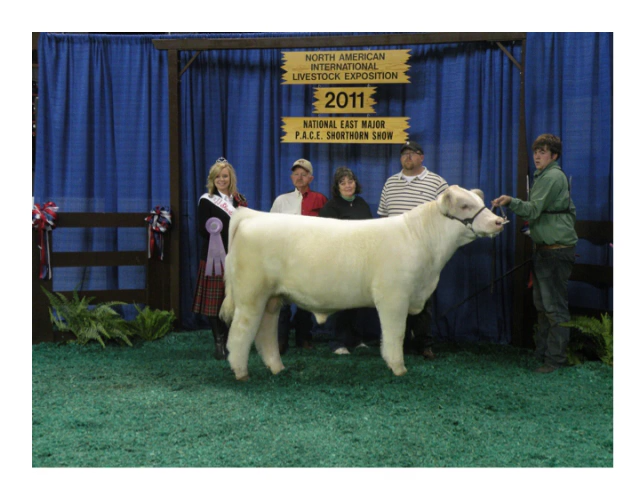 NORTH AMERICAN
INTERNATIONAL
LIVESTOCK EXPOSITION
2011
NATIONAL EAST MAJOR
P.A.C.E. SHORTHORN SHOW